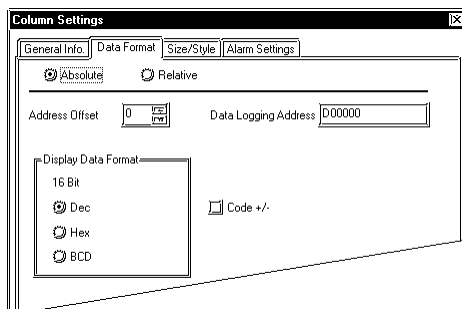 Column Settings
General Info. Data Format Size/Style Alarm Settings
Absolute Relative
Address Offset 0 Data Logging Address D00000
Display Data Format
16 Bit
Dec Code +/-
Hex
BCD